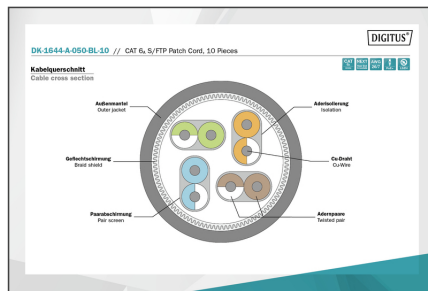 DIGITUS®
DK-1644-A-050-BL-10 // CAT 6A S/FTP Patch Cord, 10 Pieces
Kabelquerschnitt
Cable cross section
Außenmantel
Outer jacket
Aderisolierung
Isolation
Geflechtschirmung
Braid shield
Cu-Draht
Cu-Wire
Paarabschirmung
Pair screen
Adernpaare
Twisted pair